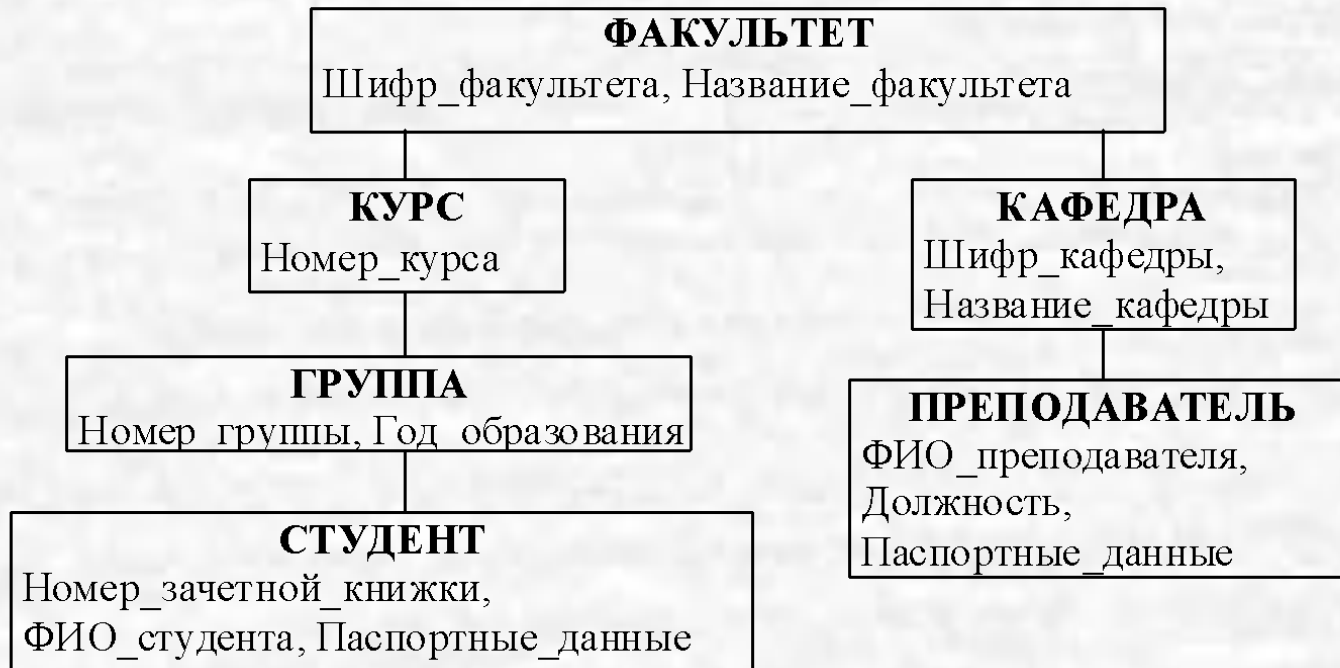 ФАКУЛЬТЕТ
Шифр_факультета, Название_факультета
КУРС
Номер_курса
КАФЕДРА
Шифр_кафедры,
Название_кафедры
ГРУППА
Номер_группы, Год_образования
ПРЕПОДАВАТЕЛЬ
ФИО_преподавателя,
Должность,
Паспортные_данные
СТУДЕНТ
Номер_зачетной_книжки,
ФИО_студента, Паспортные_данные